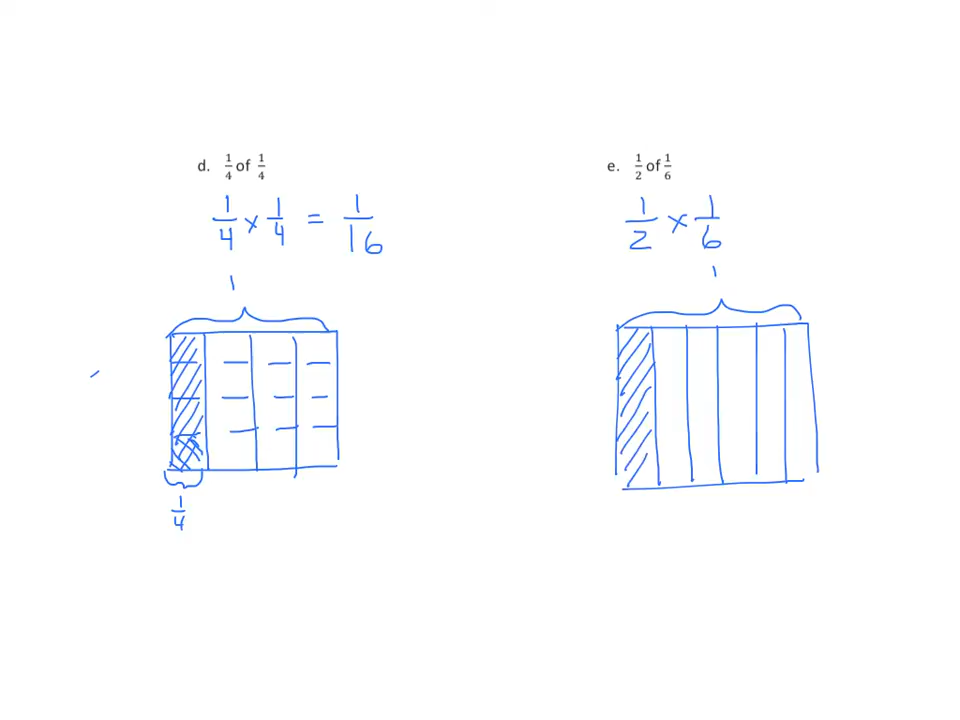 d. 1/4 of 1/4
1/4 x 1/4 = 1/16
1
1/4
e. 1/2 of 1/6
1/2 x 1/6
1